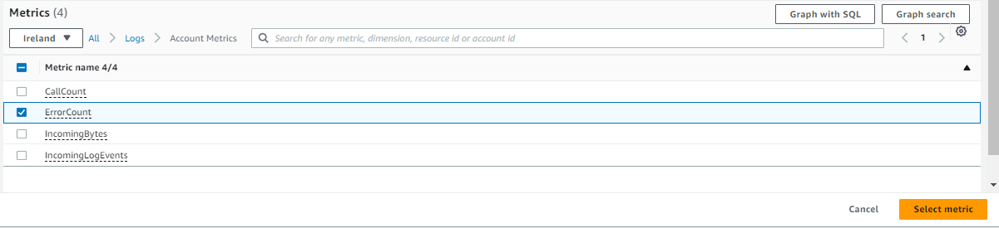 Metrics (4)
Graph with SQL
Graph search
Ireland
All
Logs
Account Metrics
Search for any metric, dimension, resource id or account id
1
Metric name 4/4
CallCount
ErrorCount
IncomingBytes
IncomingLogEvents
Cancel
Select metric